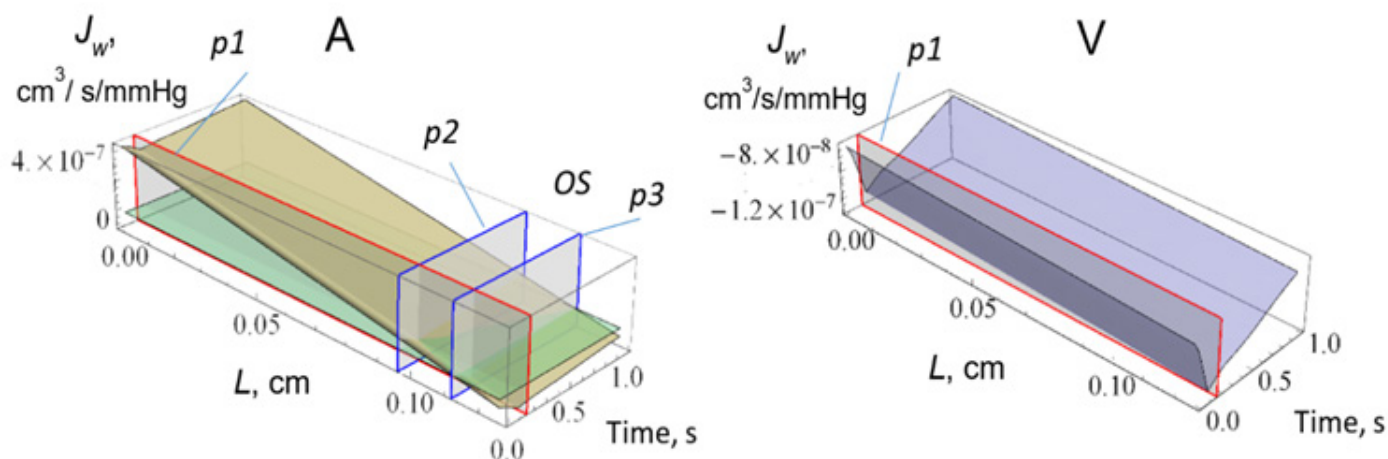 J_w,
A
p1
cm³/ s/mmHg
4.×10⁻⁷
0
p2
OS
p3
0.00
0.05
0.10
L, cm
0.0
0.5
1.0
Time, s
J_w,
V
p1
cm³/s/mmHg
−8.×10⁻⁸
−1.2×10⁻⁷
0.00
0.05
0.10
L, cm
0.0
0.5
1.0
Time, s